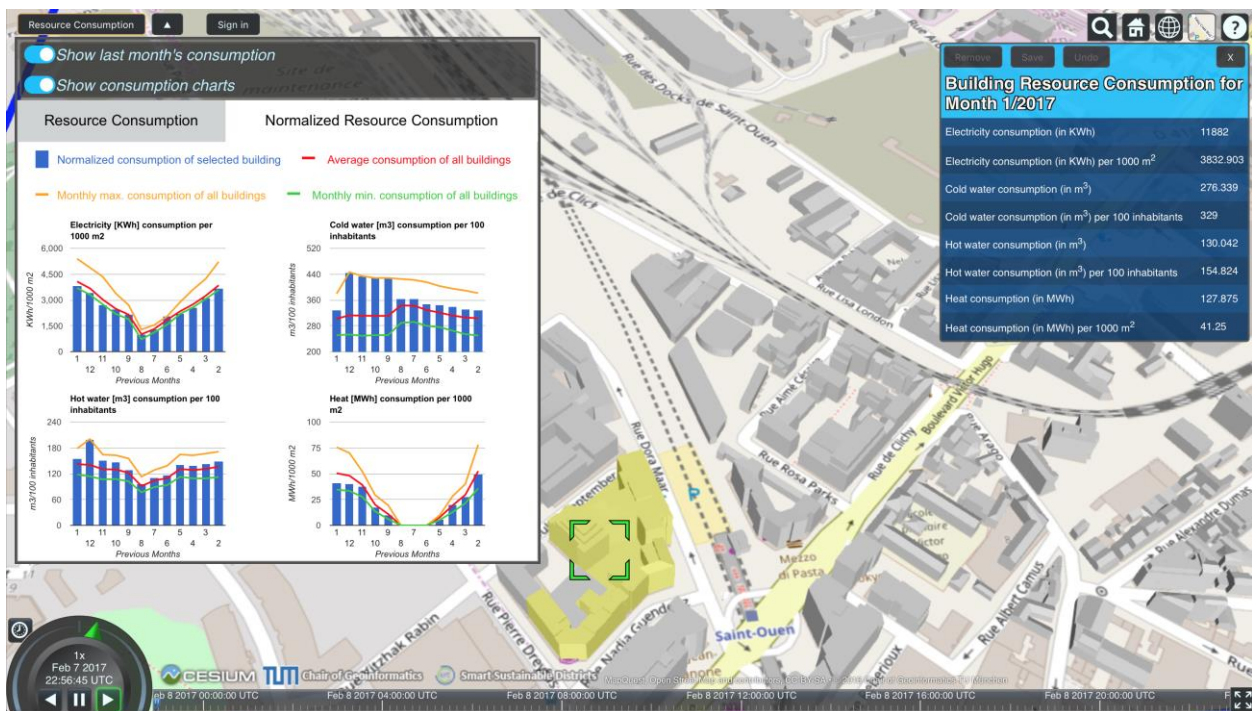 Resource Consumption
▲
Sign in
Show last month's consumption
Show consumption charts
Resource Consumption
Normalized Resource Consumption
Normalized consumption of selected building
Average consumption of all buildings
Monthly max. consumption of all buildings
Monthly min. consumption of all buildings
Electricity [KWh] consumption per
1000 m2
6,000
4,500
3,000
1,500
0
KWh/1000 m2
1 11 9 7 5 3
12 10 8 6 4 2
Previous Months
Cold water [m3] consumption per 100
inhabitants
520
440
360
280
200
m3/100 inhabitants
1 11 9 7 5 3
12 10 8 6 4 2
Previous Months
Hot water [m3] consumption per 100
inhabitants
240
180
120
60
0
m3/100 inhabitants
1 11 9 7 5 3
12 10 8 6 4 2
Previous Months
Heat [MWh] consumption per 1000
m2
100
75
50
25
0
MWh/1000 m2
1 11 9 7 5 3
12 10 8 6 4 2
Previous Months
Remove
Save
Undo
X
Building Resource Consumption for
Month 1/2017
Electricity consumption (in KWh) 11882
Electricity consumption (in KWh) per 1000 m2 3832.903
Cold water consumption (in m3) 276.339
Cold water consumption (in m3) per 100 inhabitants 329
Hot water consumption (in m3) 130.042
Hot water consumption (in m3) per 100 inhabitants 154.824
Heat consumption (in MWh) 127.875
Heat consumption (in MWh) per 1000 m2 41.25
?
Site de
maintenance
Rue des Docks de Saint-Ouen
de Clichy
Rue Lisa London
Rue Aimé
Rue Dora Maar
Rue Rosa Parks
Rue de Clichy
Boulevard Victor Hugo
Rue Arago
Rue Alexandre Dumas
Victor
Mezzo
di Pasta
Rue Albert Camus
Saint-Ouen
Rue Pierre
Nadia Guend
Rabin
1x
Feb 7 2017
22:56:45 UTC
CESIUM
TUM
Chair of Geoinformatics
Smart Sustainable Districts
eb 8 2017 00:00:00 UTC
Feb 8 2017 04:00:00 UTC
Feb 8 2017 08:00:00 UTC
Feb 8 2017 12:00:00 UTC
Feb 8 2017 16:00:00 UTC
Feb 8 2017 20:00:00 UTC
F